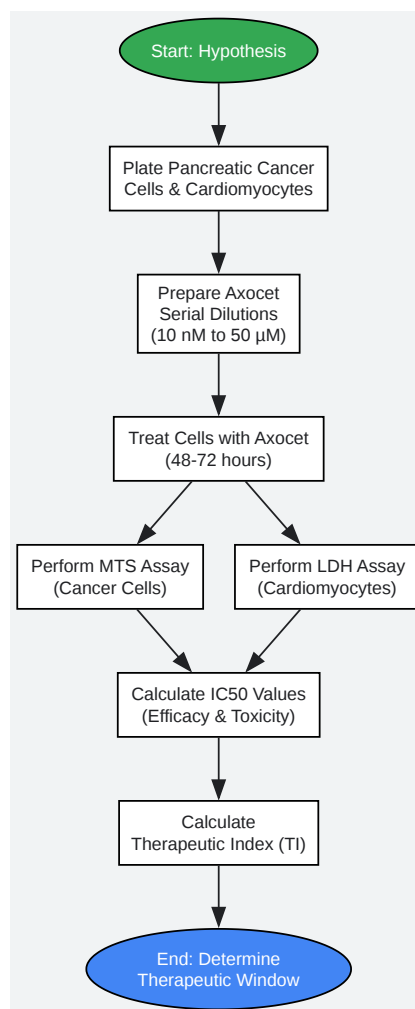 Start: Hypothesis
Plate Pancreatic Cancer
Cells & Cardiomyocytes
Prepare Axocet
Serial Dilutions
(10 nM to 50 µM)
Treat Cells with Axocet
(48-72 hours)
Perform MTS Assay
(Cancer Cells)
Perform LDH Assay
(Cardiomyocytes)
Calculate IC50 Values
(Efficacy & Toxicity)
Calculate
Therapeutic Index (TI)
End: Determine
Therapeutic Window